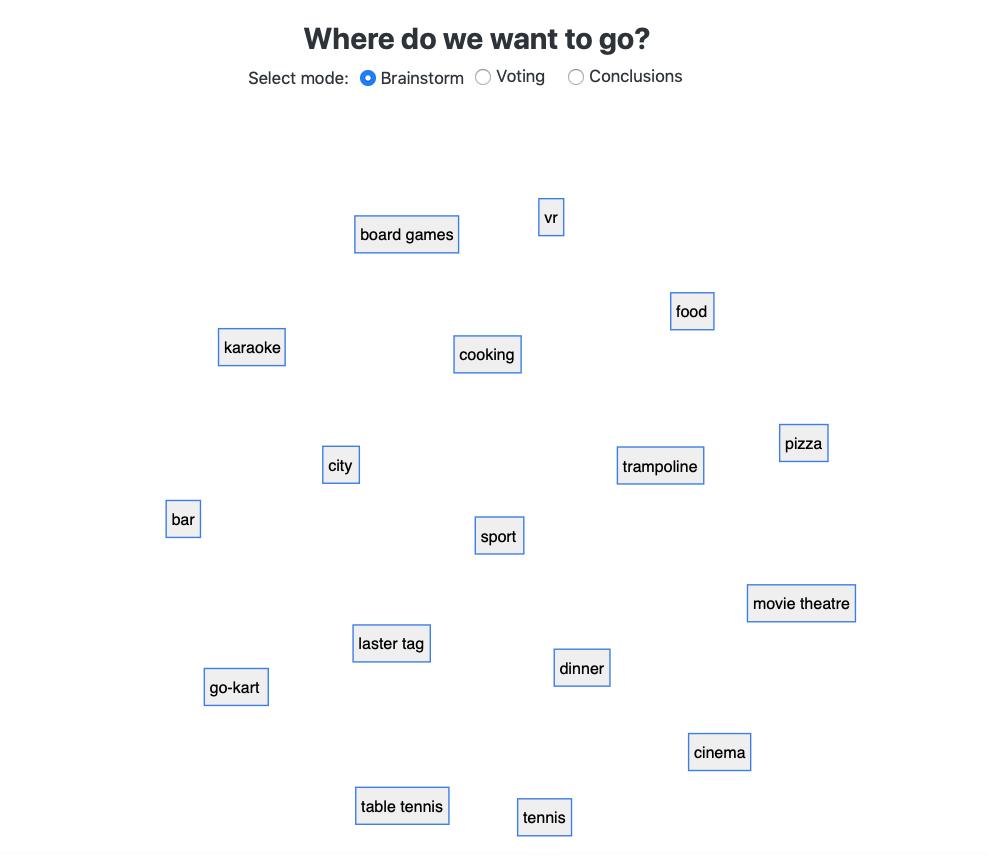 Where do we want to go?
Select mode: Brainstorm Voting Conclusions
vr
board games
food
karaoke
cooking
pizza
city
trampoline
bar
sport
movie theatre
laster tag
dinner
go-kart
cinema
table tennis
tennis